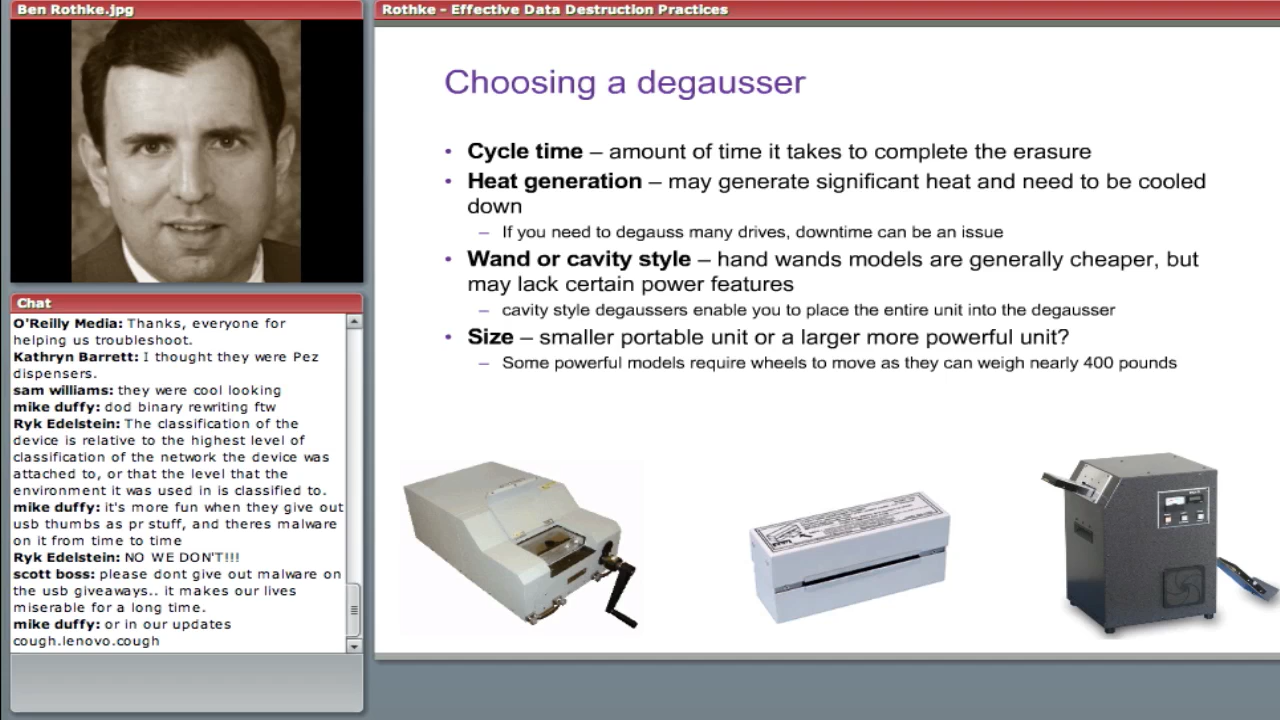 Ben Rothke.jpg
Rothke - Effective Data Destruction Practices
Choosing a degausser
• Cycle time – amount of time it takes to complete the erasure
• Heat generation – may generate significant heat and need to be cooled
down
– If you need to degauss many drives, downtime can be an issue
• Wand or cavity style – hand wands models are generally cheaper, but
may lack certain power features
– cavity style degaussers enable you to place the entire unit into the degausser
• Size – smaller portable unit or a larger more powerful unit?
– Some powerful models require wheels to move as they can weigh nearly 400 pounds
Chat
O'Reilly Media: Thanks, everyone for
helping us troubleshoot.
Kathryn Barrett: I thought they were Pez
dispensers.
sam williams: they were cool looking
mike duffy: dod binary rewriting ftw
Ryk Edelstein: The classification of the
device is relative to the highest level of
classification of the network the device was
attached to, or that the level that the
environment it was used in is classified to.
mike duffy: it's more fun when they give out
usb thumbs as pr stuff, and theres malware
on it from time to time
Ryk Edelstein: NO WE DON'T!!!
scott boss: please dont give out malware on
the usb giveaways.. it makes our lives
miserable for a long time.
mike duffy: or in our updates
cough.lenovo.cough